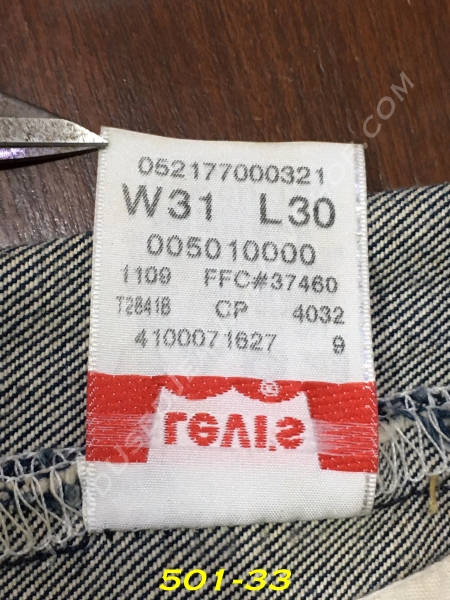 052177000321
W31 L30
005010000
1109 FFC#37460
T2841B CP 4032
4100071627 9
®
Levi's
501-33